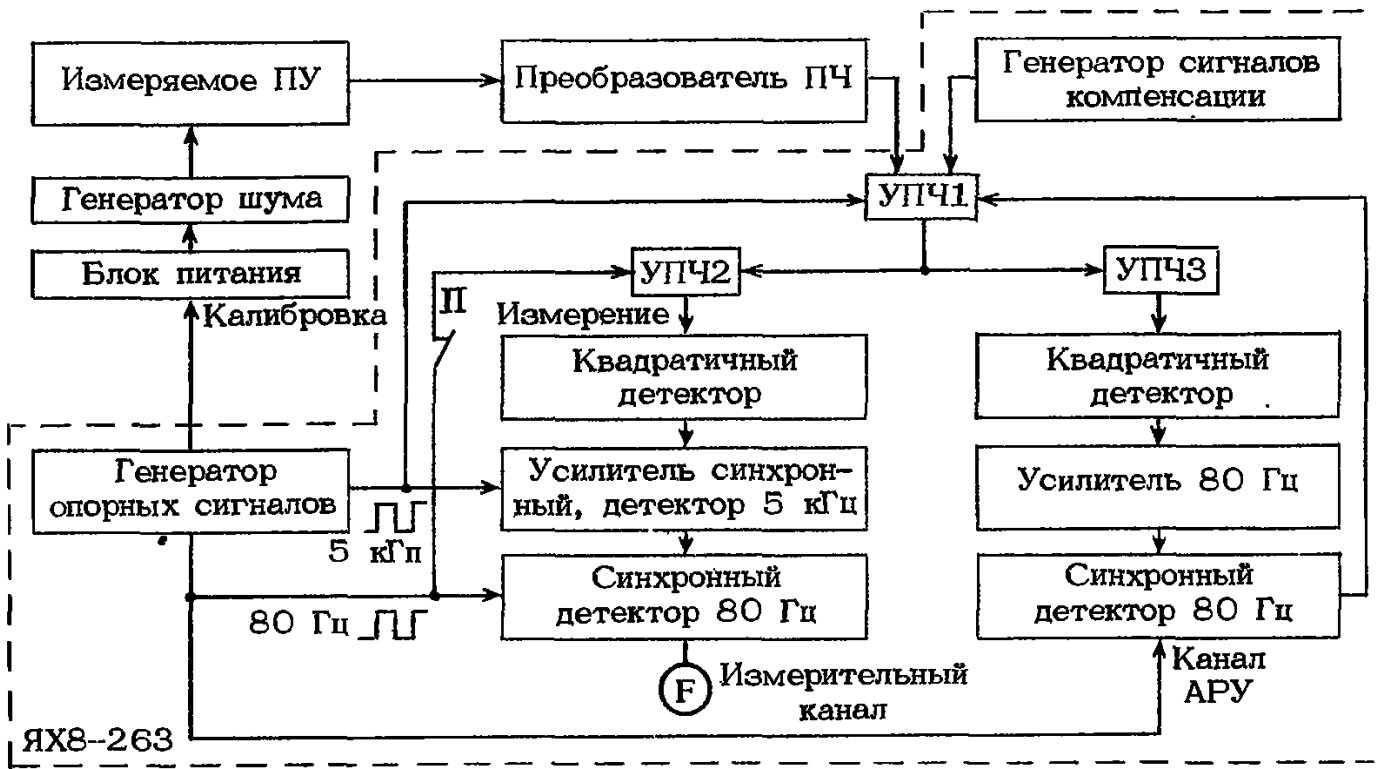 Измеряемое ПУ
Преобразователь ПЧ
Генератор сигналов
компенсации
Генератор шума
УПЧ1
Блок питания
УПЧ2
УПЧ3
Калибровка
П
Измерение
Квадратичный
детектор
Квадратичный
детектор
Генератор
опорных сигналов
Усилитель синхрон-
ный, детектор 5 кГц
Усилитель 80 Гц
5 кГп
Синхронный
детектор 80 Гц
Синхронный
детектор 80 Гц
80 Гц
F
Измерительный
канал
Канал
АРУ
ЯХ8--263